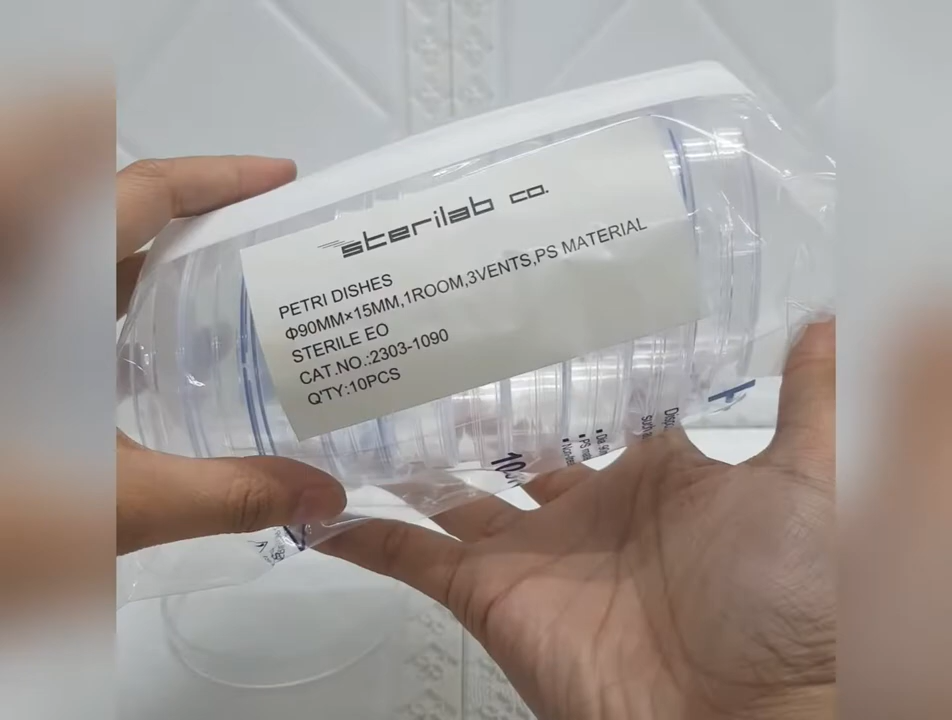 sterilab co.
PETRI DISHES
Φ90MM×15MM,1ROOM,3VENTS,PS MATERIAL
STERILE EO
CAT.NO.:2303-1090
Q'TY:10PCS